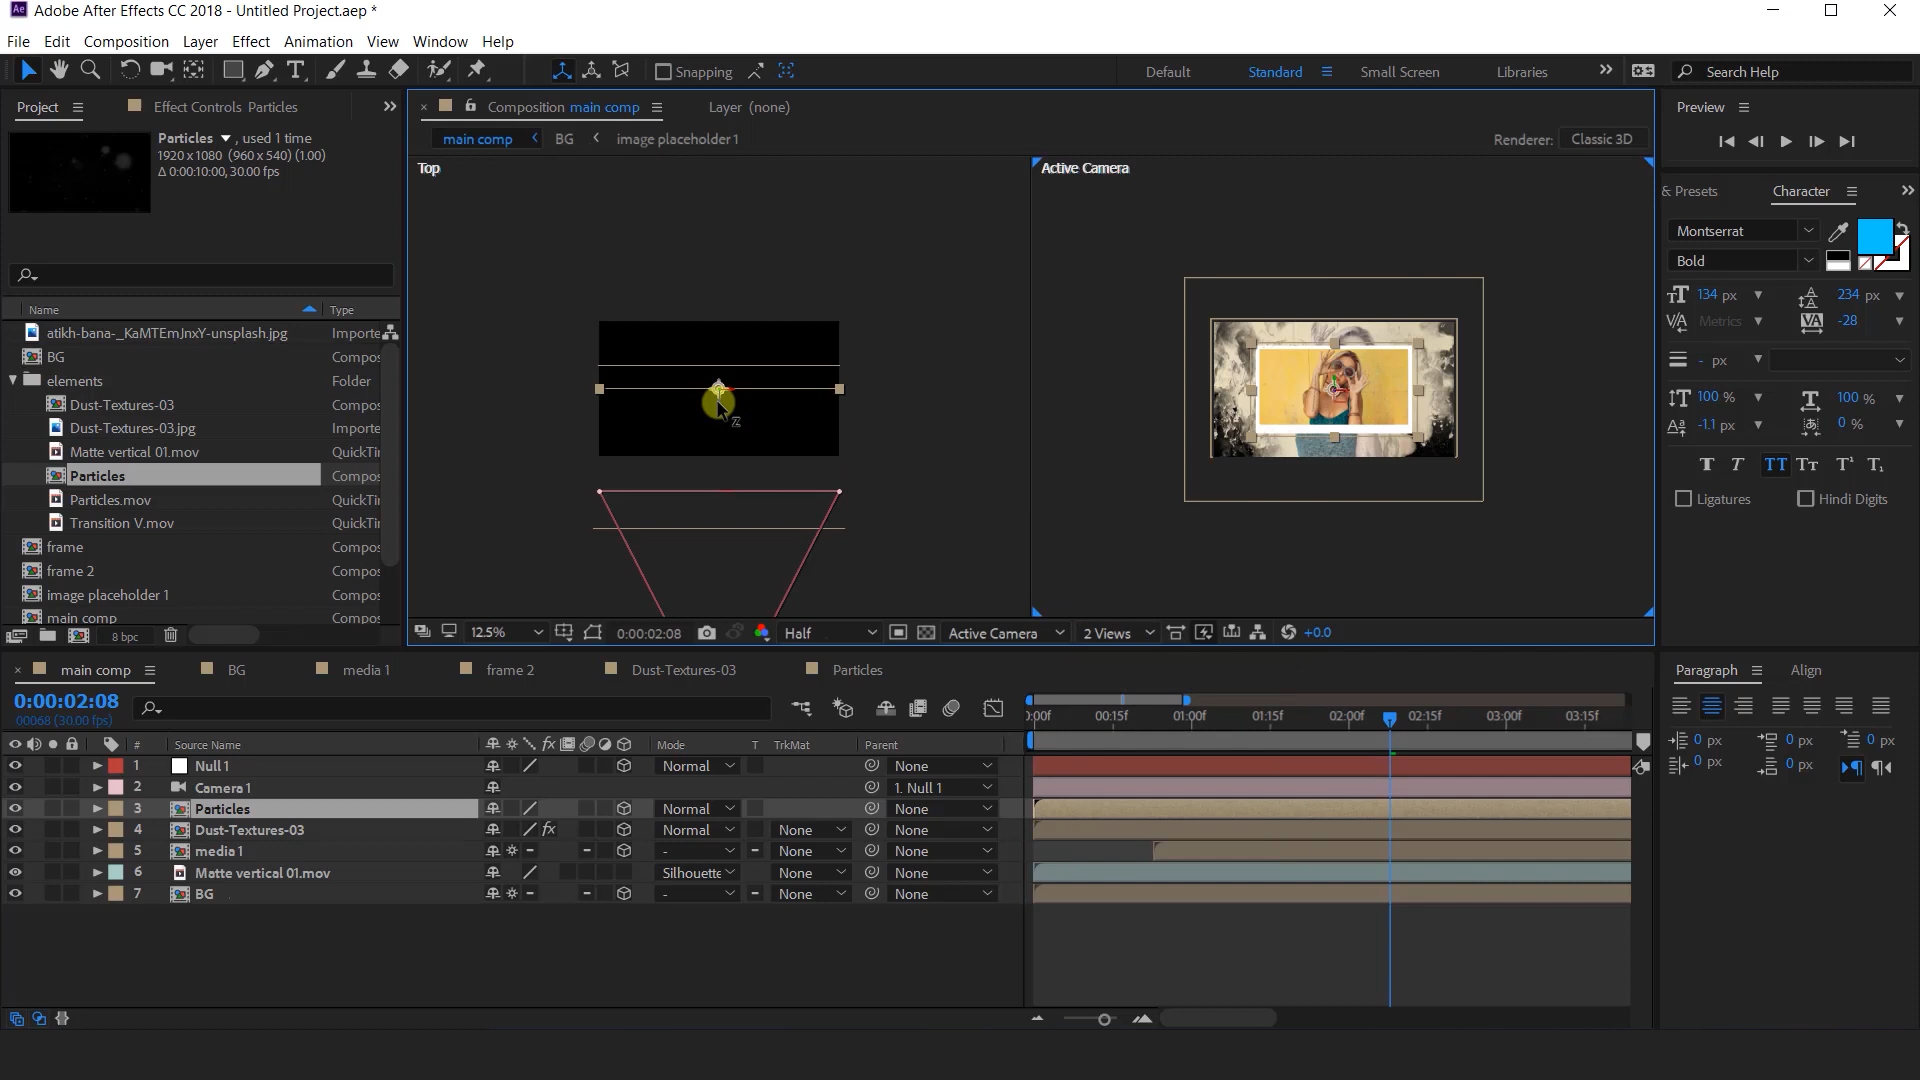 Adobe After Effects CC 2018 - Untitled Project.aep *
File Edit Composition Layer Effect Animation View Window Help
Snapping
Default Standard Small Screen Libraries Search Help
Project Effect Controls Particles
Composition main comp Layer (none)
Preview
Particles , used 1 time
1920 x 1080 (960 x 540) (1.00)
Δ 0:00:10:00, 30.00 fps
main comp BG image placeholder 1
Renderer: Classic 3D
Top
Active Camera
& Presets Character
Montserrat
Bold
134 px 234 px
Metrics -28
- px
100 % 100 %
-1.1 px 0 %
Ligatures Hindi Digits
Name Type
atikh-bana-_KaMTEmJnxY-unsplash.jpg Importe
BG Compos
elements Folder
Dust-Textures-03 Compos
Dust-Textures-03.jpg Importe
Matte vertical 01.mov QuickTir
Particles Compos
Particles.mov QuickTir
Transition V.mov QuickTir
frame Compos
frame 2 Compos
image placeholder 1 Compos
main comp Compos
8 bpc
12.5% 0:00:02:08 Half Active Camera 2 Views +0.0
main comp BG media 1 frame 2 Dust-Textures-03 Particles
Paragraph Align
0:00:02:08
00068 (30.00 fps)
):00f 00:15f 01:00f 01:15f 02:00f 02:15f 03:00f 03:15f
# Source Name Mode T TrkMat Parent
1 Null 1 Normal None
2 Camera 1 1. Null 1
3 Particles Normal None
4 Dust-Textures-03 Normal None None
5 media 1 - None None
6 Matte vertical 01.mov Silhouette None None
7 BG - None None
0 px 0 px 0 px
0 px 0 px